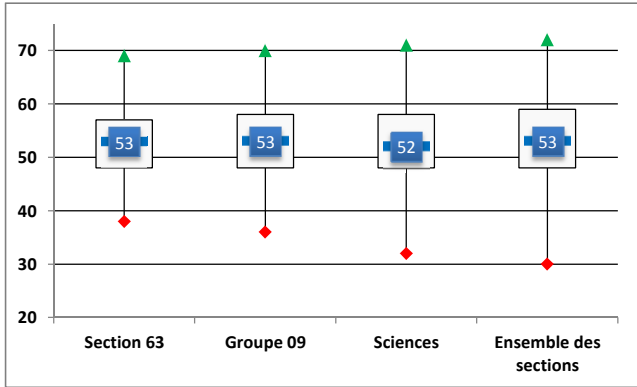 70
60
53
53
52
53
50
40
30
20
Section 63
Groupe 09
Sciences
Ensemble des
sections